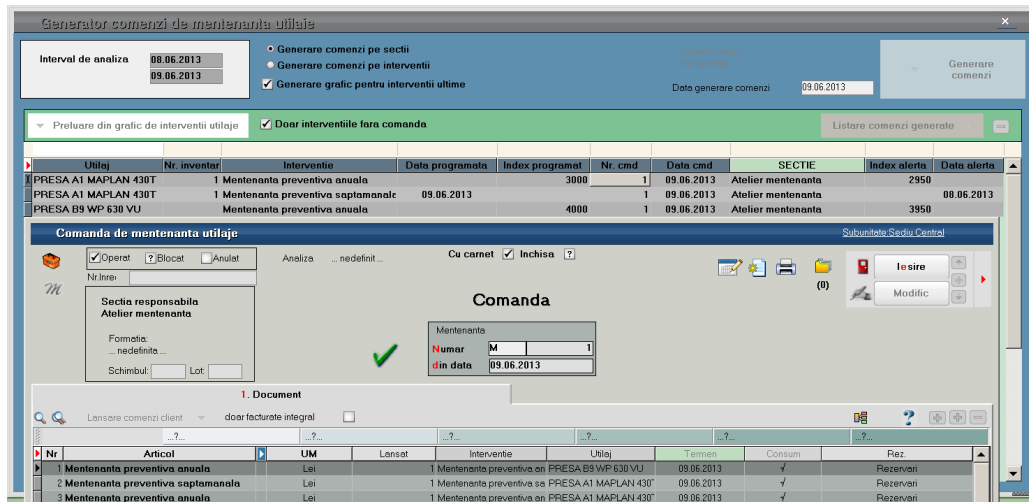 Generator comenzi de mentenanta utilaje
Interval de analiza
08.06.2013
09.06.2013
Generare comenzi pe sectii
Generare comenzi pe interventii
Generare grafic pentru interventii ultime
Data generare comenzi 09.06.2013
Generare comenzi
Preluare din grafic de interventii utilaje
Doar interventiile fara comanda
Listare comenzi generate
Utilaj Nr. inventar Interventie Data programata Index programat Nr. cmd Data cmd SECTIE Index alerta Data alerta
PRESA A1 MAPLAN 430T 1 Mentenanta preventiva anuala 3000 1 09.06.2013 Atelier mentenanta 2950
PRESA A1 MAPLAN 430T 1 Mentenanta preventiva saptamanale 09.06.2013 1 09.06.2013 Atelier mentenanta 08.06.2013
PRESA B9 WP 630 VU Mentenanta preventiva anuala 4000 1 09.06.2013 Atelier mentenanta 3950
Comanda de mentenanta utilaje
Subunitate:Sediu Central
Operat ? Blocat Anulat
Analiza ... nedefinit ...
Cu carnet Inchisa ?
Nr.Inre
m
Sectia responsabila
Atelier mentenanta
Formatia:
... nedefinita ...
Schimbul: Lot:
Comanda
Mentenanta
Numar M 1
din data 09.06.2013
(0)
Iesire
Modific
1. Document
Lansare comenzi client
doar facturate integral
?
...?... ...?... ...?... ...?... ...?... ...?...
Nr Articol UM Lansat Interventie Utilaj Termen Consum Rez.
1 Mentenanta preventiva anuala Lei 1 Mentenanta preventiva an PRESA B9 WP 630 VU 09.06.2013 √ Rezervari
2 Mentenanta preventiva saptamanala Lei 1 Mentenanta preventiva sa PRESA A1 MAPLAN 430T 09.06.2013 √ Rezervari
3 Mentenanta preventiva anuala Lei 1 Mentenanta preventiva an PRESA A1 MAPLAN 430T 09.06.2013 √ Rezervari